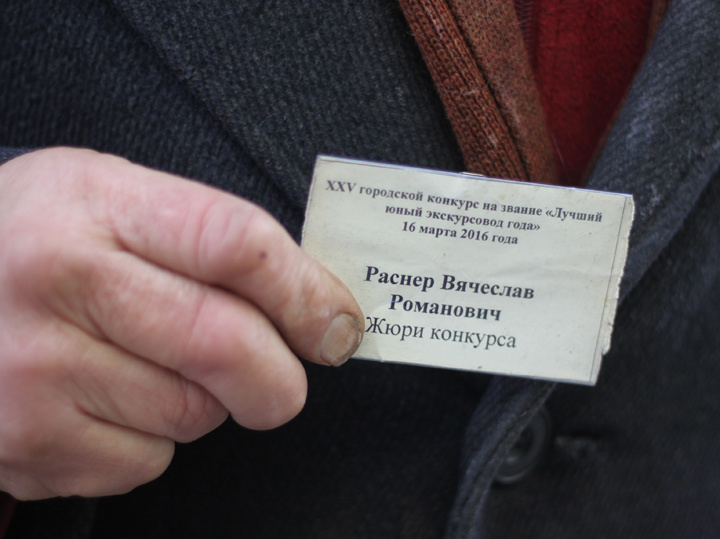 XXV городской конкурс на звание «Лучший
юный экскурсовод года»
16 марта 2016 года
Раснер Вячеслав
Романович
Жюри конкурса